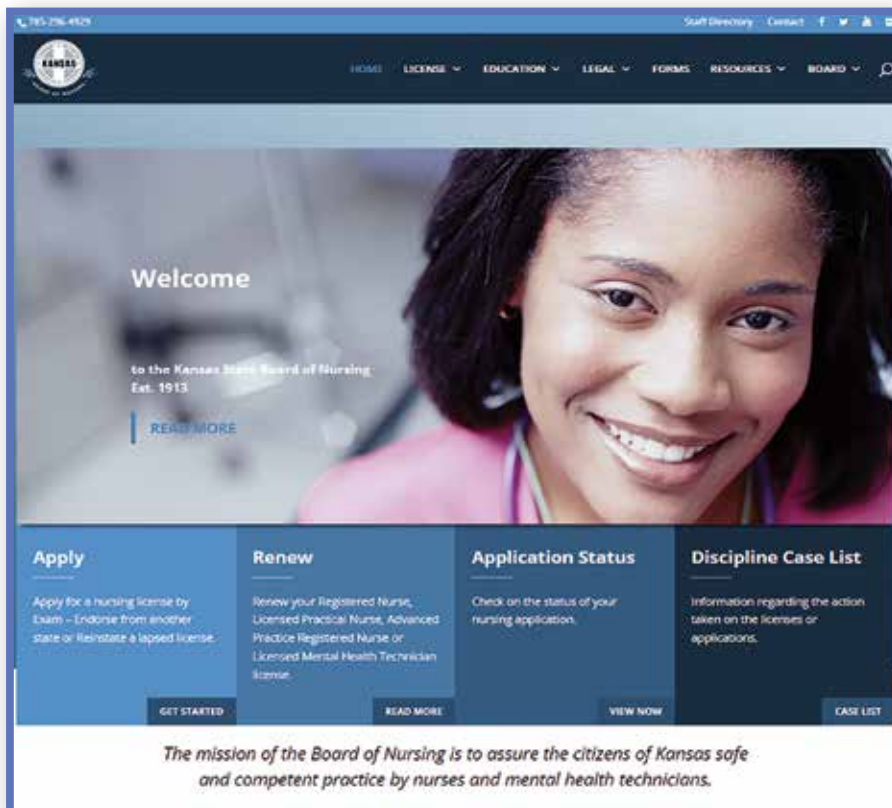 785-296-4929
Staff Directory Contact
KANSAS
HOME LICENSE EDUCATION LEGAL FORMS RESOURCES BOARD
Welcome
to the Kansas State Board of Nursing
Est. 1913
READ MORE
Apply
Apply for a nursing license by
Exam – Endorse from another
state or Reinstate a lapsed license.
GET STARTED
Renew
Renew your Registered Nurse,
Licensed Practical Nurse, Advanced
Practice Registered Nurse or
Licensed Mental Health Technician
license.
READ MORE
Application Status
Check on the status of your
nursing application.
VIEW NOW
Discipline Case List
Information regarding the action
taken on the licenses or
applications.
CASE LIST
The mission of the Board of Nursing is to assure the citizens of Kansas safe
and competent practice by nurses and mental health technicians.